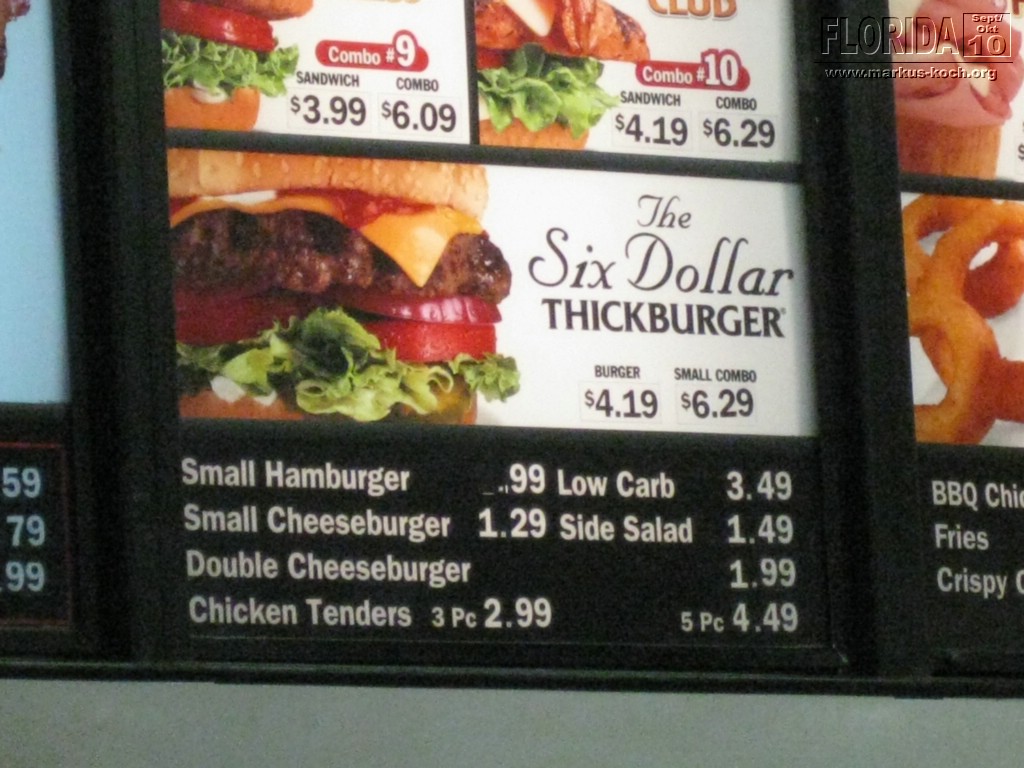 FLORIDA Sept/ Okt 10
www.markus-koch.org
CLUB
Combo #9
SANDWICH COMBO
$3.99 $6.09
Combo #10
SANDWICH COMBO
$4.19 $6.29
The
Six Dollar
THICKBURGER
BURGER SMALL COMBO
$4.19 $6.29
59
79
.99
Small Hamburger .99 Low Carb 3.49
Small Cheeseburger 1.29 Side Salad 1.49
Double Cheeseburger 1.99
Chicken Tenders 3 Pc 2.99 5 Pc 4.49
BBQ
Fries
Crispy